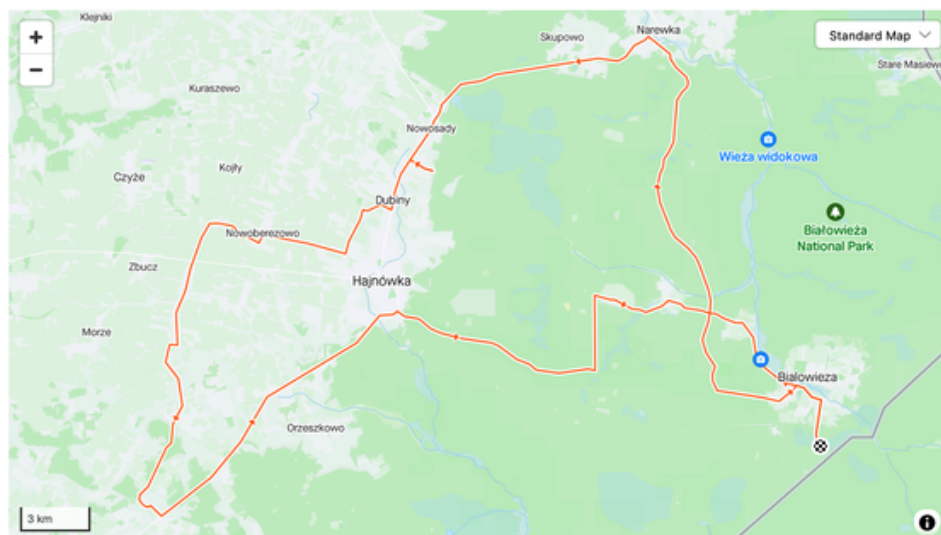 Klejniki
Skupowo
Narewka
Standard Map
Stare Masiewo
Kuraszewo
Nowosady
Wieża widokowa
Kojły
Czyże
Dubiny
Białowieża
National Park
Nowoberezowo
Zbucz
Hajnówka
Morze
Bialowieza
Orzeszkowo
3 km